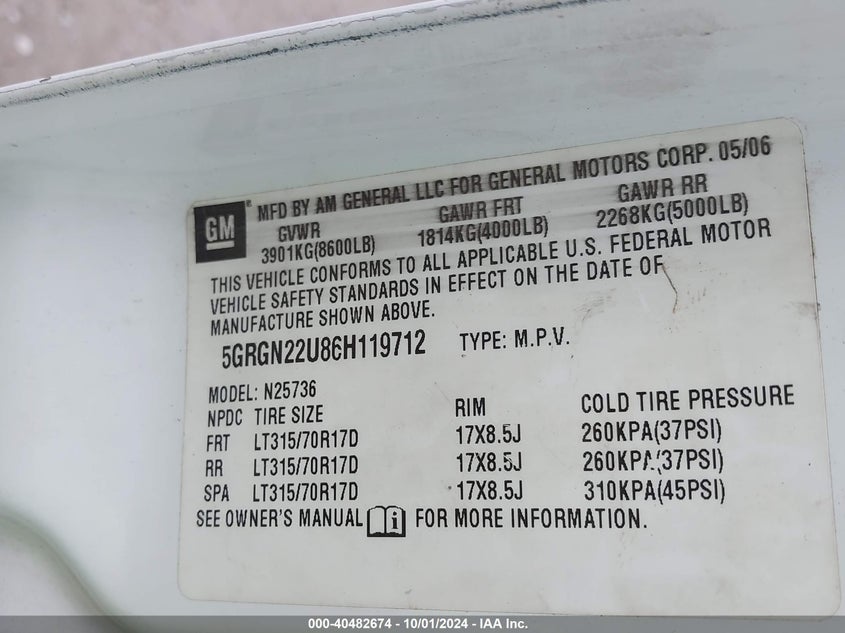 GM® MFD BY AM GENERAL LLC FOR GENERAL MOTORS CORP. 05/06
GVWR GAWR FRT GAWR RR
3901KG(8600LB) 1814KG(4000LB) 2268KG(5000LB)
THIS VEHICLE CONFORMS TO ALL APPLICABLE U.S. FEDERAL MOTOR
VEHICLE SAFETY STANDARDS IN EFFECT ON THE DATE OF
MANUFACTURE SHOWN ABOVE.
5GRGN22U86H119712 TYPE: M.P.V.
MODEL: N25736
NPDC TIRE SIZE RIM COLD TIRE PRESSURE
FRT LT315/70R17D 17X8.5J 260KPA(37PSI)
RR LT315/70R17D 17X8.5J 260KPA(37PSI)
SPA LT315/70R17D 17X8.5J 310KPA(45PSI)
SEE OWNER'S MANUAL i FOR MORE INFORMATION.
000-40482674 - 10/01/2024 - IAA Inc.